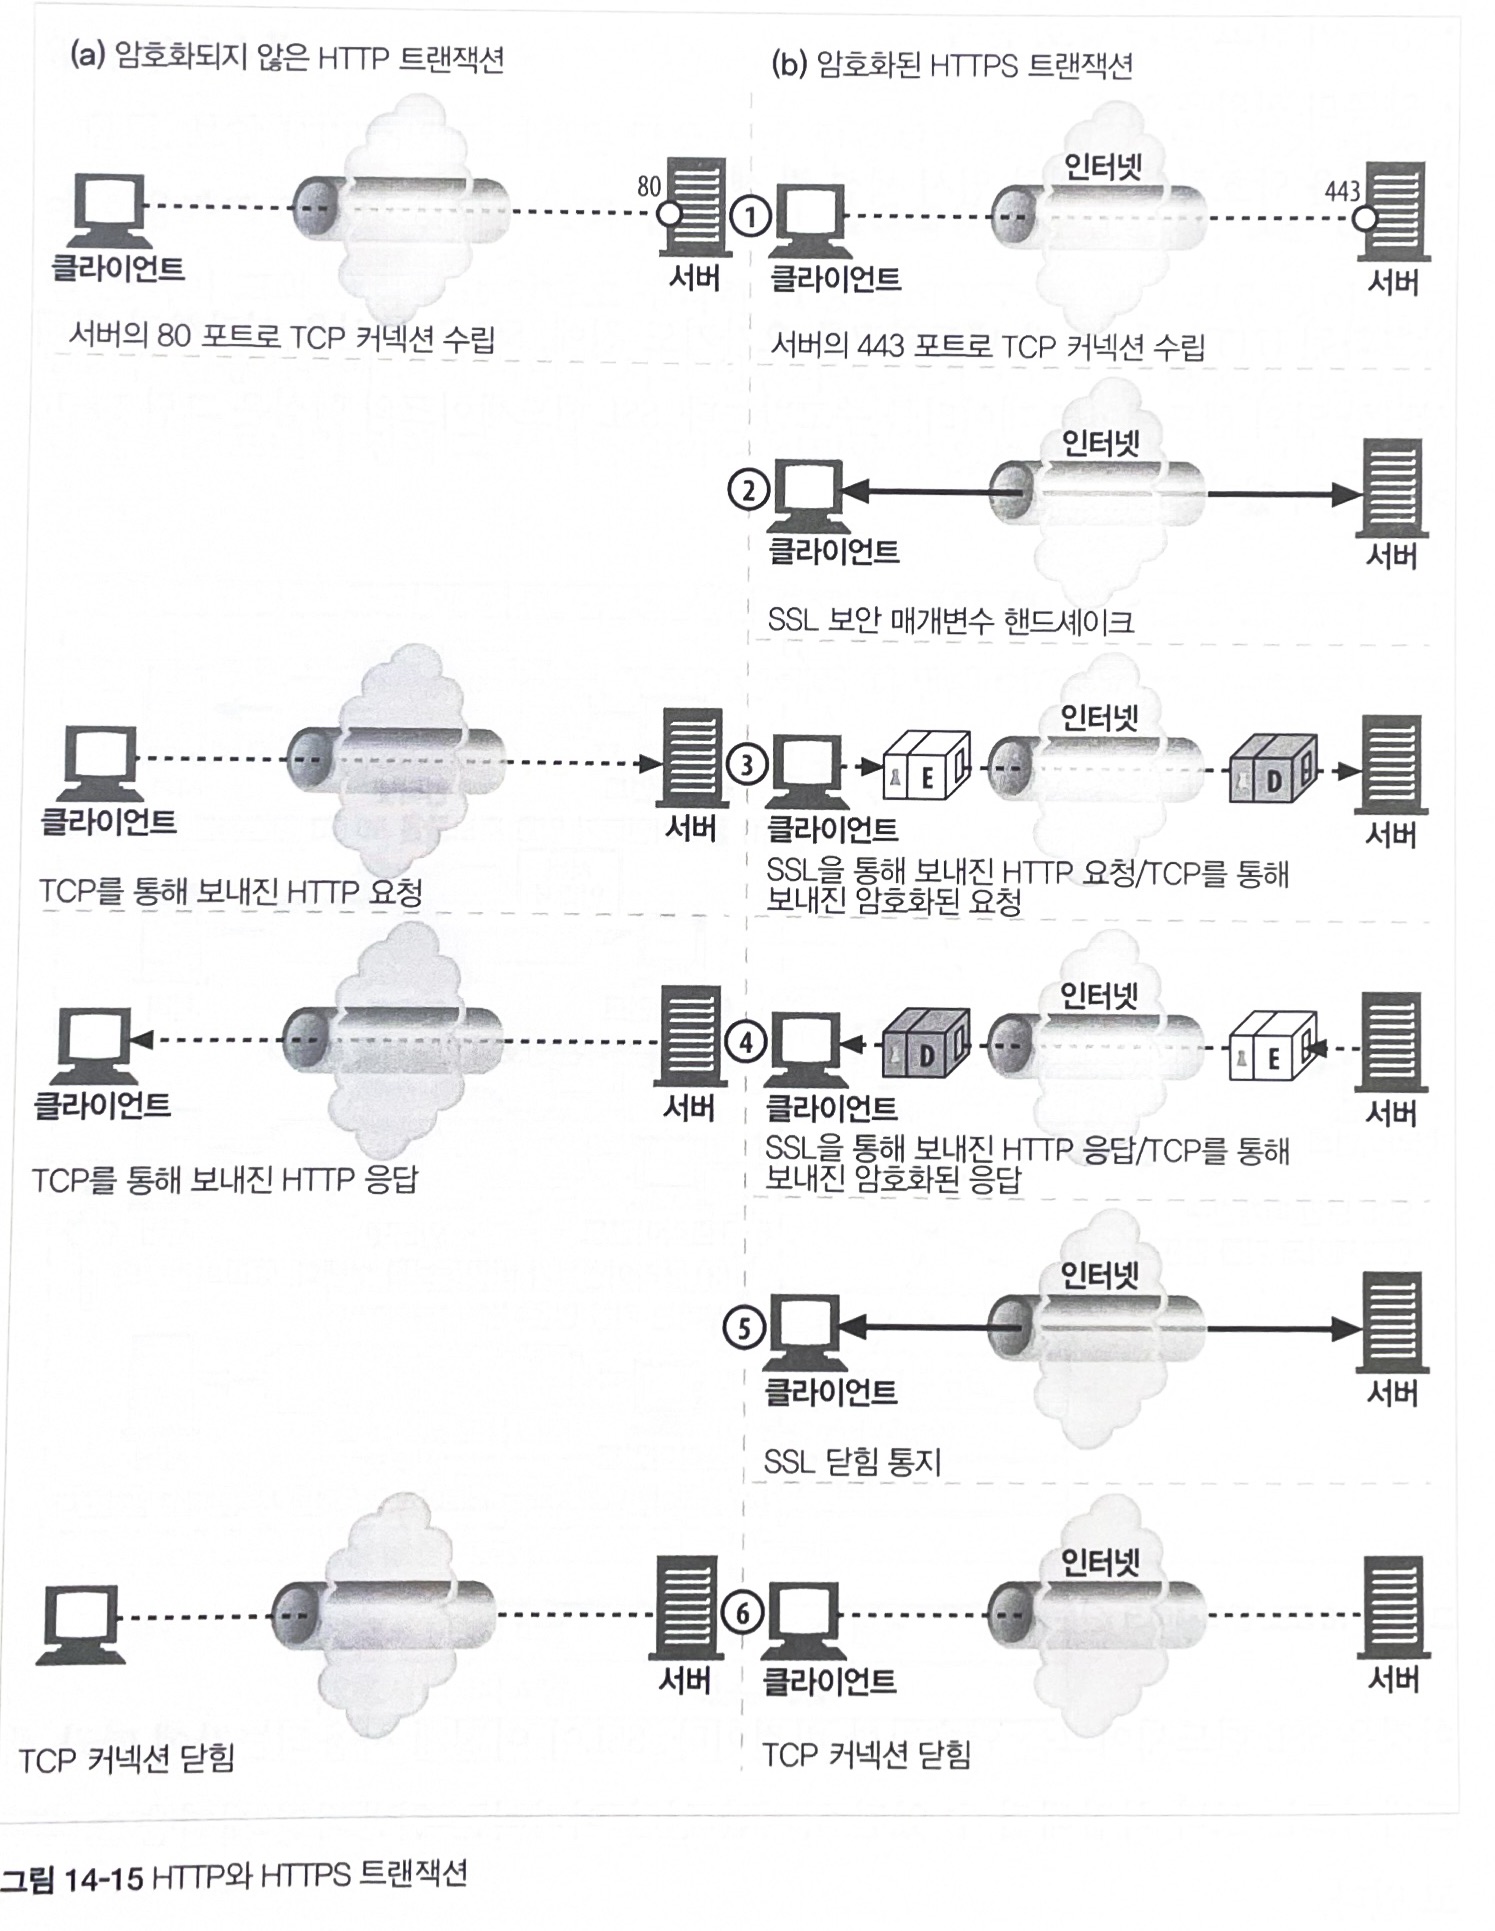 (a) 암호화되지 않은 HTTP 트랜잭션
(b) 암호화된 HTTPS 트랜잭션
80
클라이언트
서버
서버의 80 포트로 TCP 커넥션 수립
1
인터넷
443
클라이언트
서버
서버의 443 포트로 TCP 커넥션 수립
2
인터넷
클라이언트
서버
SSL 보안 매개변수 핸드셰이크
클라이언트
서버
TCP를 통해 보내진 HTTP 요청
3
인터넷
E
D
클라이언트
서버
SSL을 통해 보내진 HTTP 요청/TCP를 통해
보내진 암호화된 요청
클라이언트
서버
TCP를 통해 보내진 HTTP 응답
4
인터넷
D
E
클라이언트
서버
SSL을 통해 보내진 HTTP 응답/TCP를 통해
보내진 암호화된 응답
5
인터넷
클라이언트
서버
SSL 닫힘 통지
서버
TCP 커넥션 닫힘
6
인터넷
클라이언트
서버
TCP 커넥션 닫힘
그림 14-15 HTTP와 HTTPS 트랜잭션